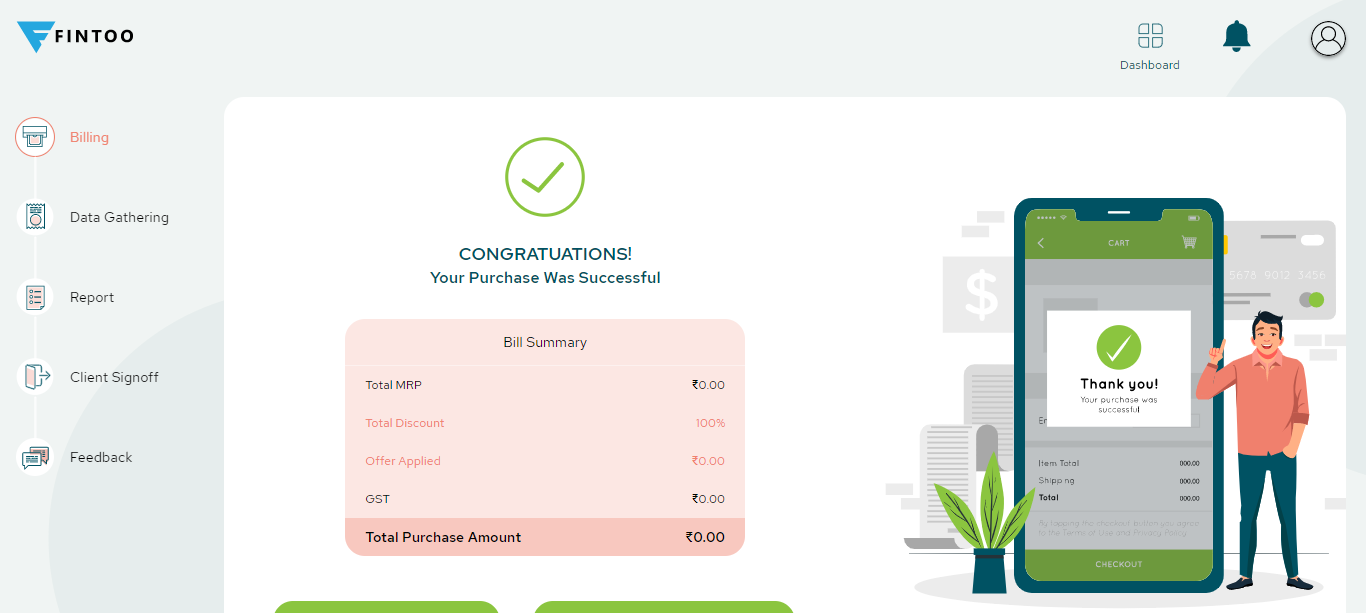 FINTOO
Dashboard
Billing
Data Gathering
Report
Client Signoff
Feedback
CONGRATUATIONS!
Your Purchase Was Successful
Bill Summary
Total MRP ₹0.00
Total Discount 100%
Offer Applied ₹0.00
GST ₹0.00
Total Purchase Amount ₹0.00
CART
5678 9012 3456
Thank you!
Your purchase was
successful
Item Total 000.00
Shipping 000.00
Total 000.00
By tapping the checkout button you agree
to the Terms of Use and Privacy Policy
CHECKOUT